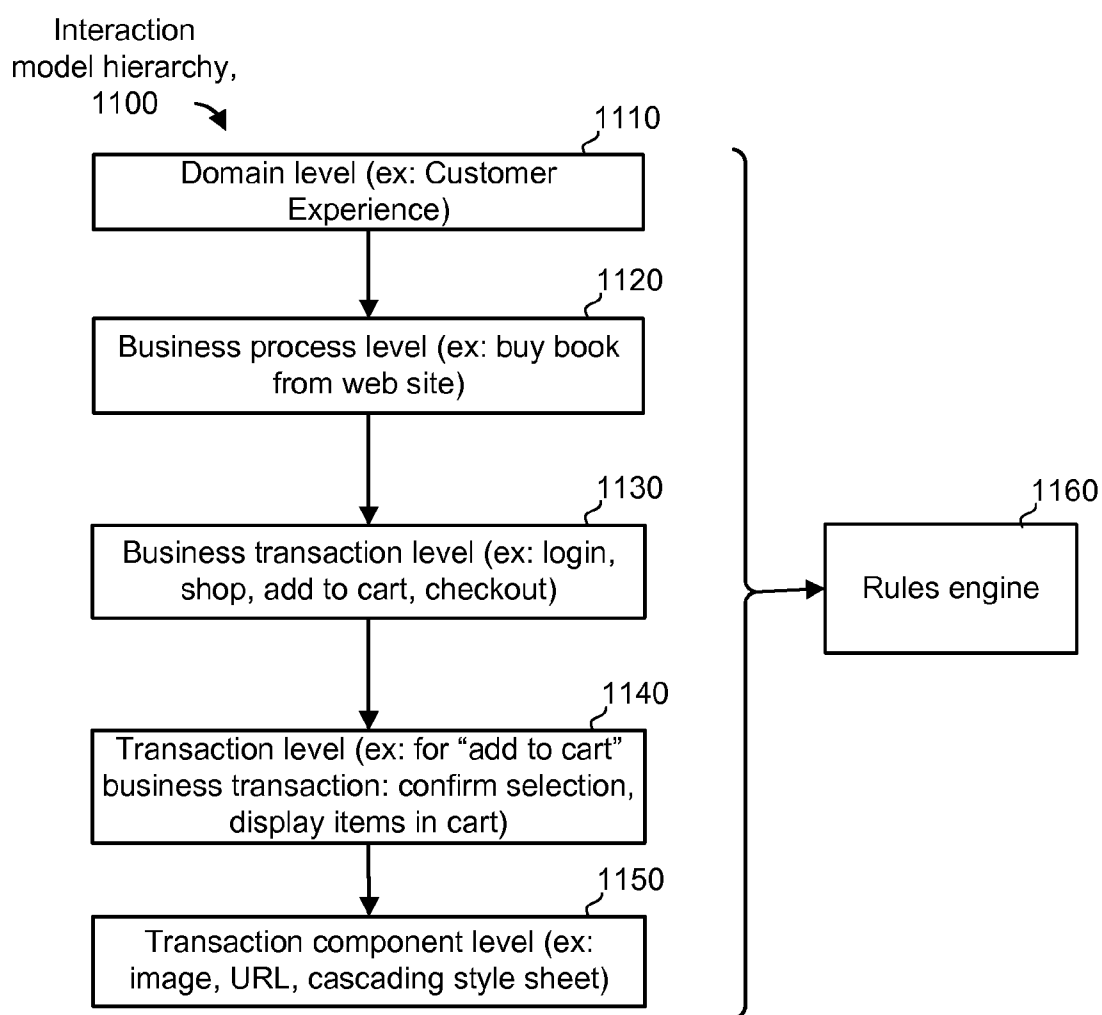 Interaction
model hierarchy,
1100
1110
Domain level (ex: Customer
Experience)
1120
Business process level (ex: buy book
from web site)
1130
Business transaction level (ex: login,
shop, add to cart, checkout)
1160
Rules engine
1140
Transaction level (ex: for “add to cart”
business transaction: confirm selection,
display items in cart)
1150
Transaction component level (ex:
image, URL, cascading style sheet)